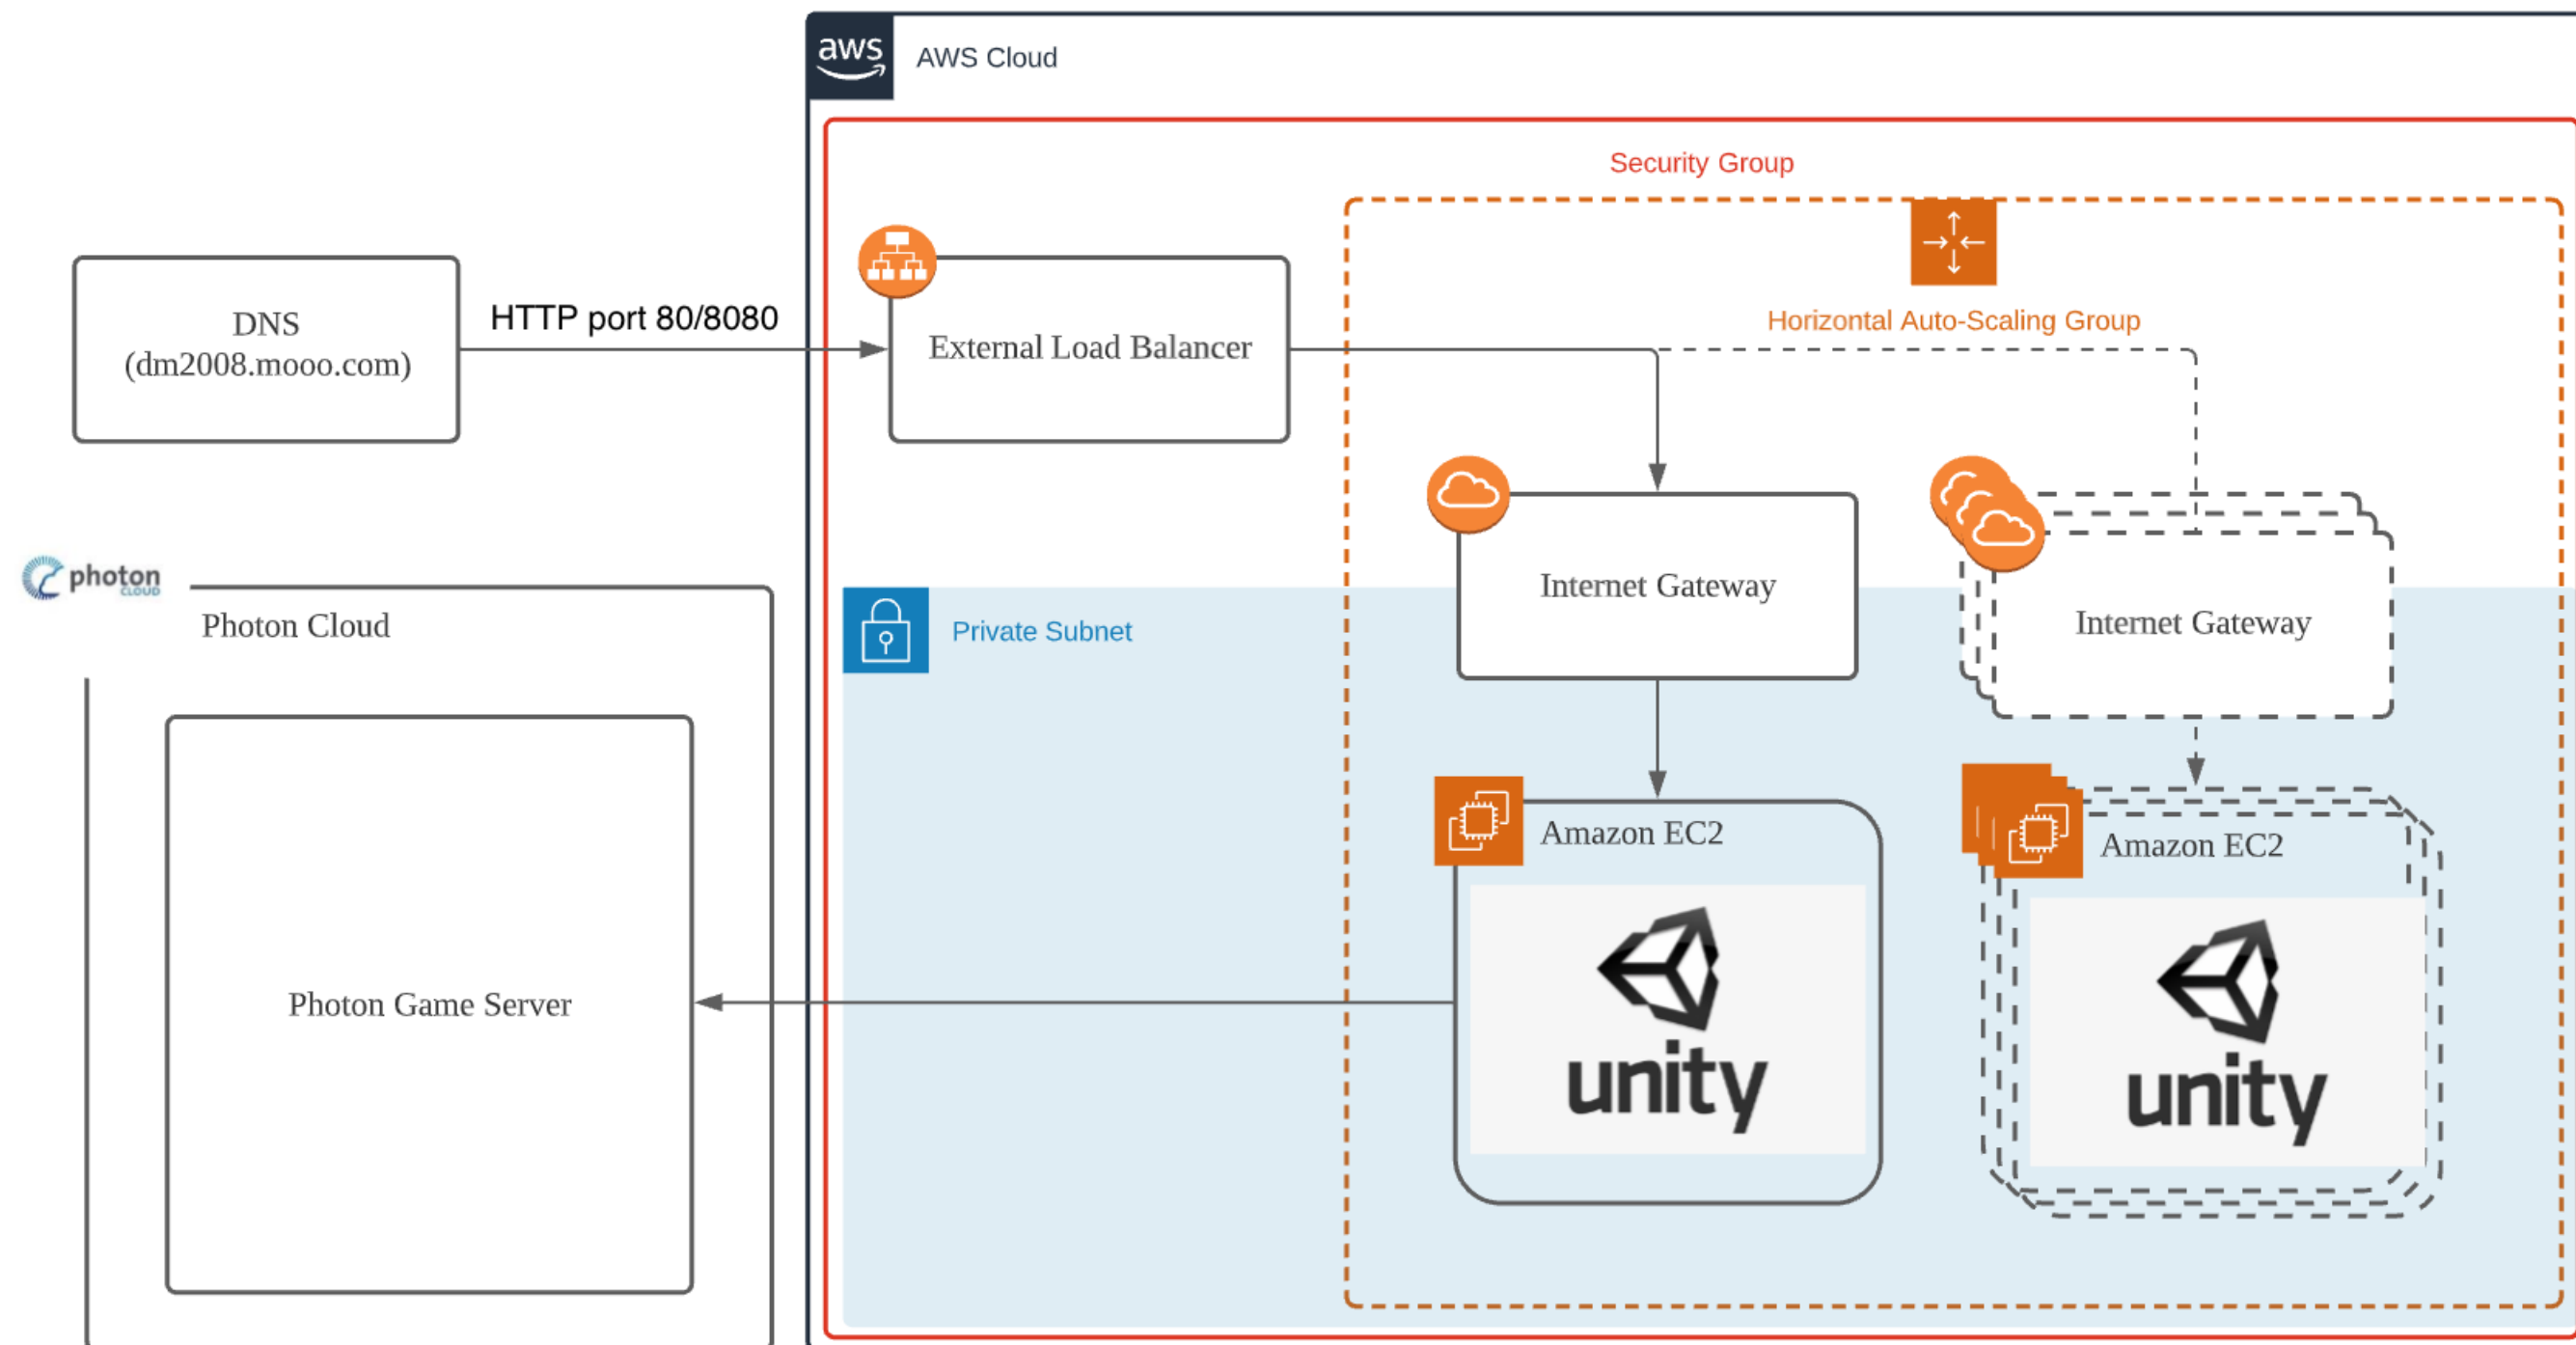 aws
AWS Cloud
Security Group
Horizontal Auto-Scaling Group
DNS
(dm2008.mooo.com)
HTTP port 80/8080
External Load Balancer
photon
CLOUD
Photon Cloud
Private Subnet
Internet Gateway
Internet Gateway
Amazon EC2
Amazon EC2
Photon Game Server
unity
unity